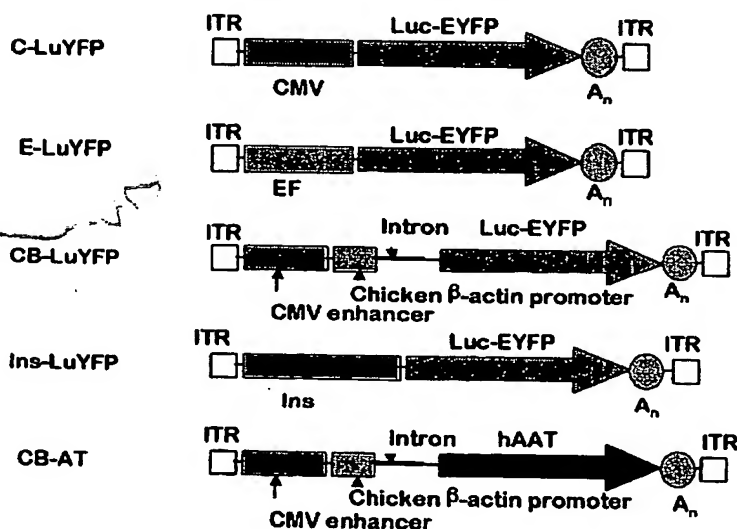 ITR Luc-EYFP ITR
C-LuYFP
CMV An
ITR Luc-EYFP ITR
E-LuYFP
EF An
ITR Intron Luc-EYFP ITR
CB-LuYFP
Chicken β-actin promoter An
CMV enhancer
ITR Luc-EYFP ITR
Ins-LuYFP
Ins An
ITR Intron hAAT ITR
CB-AT
Chicken β-actin promoter An
CMV enhancer